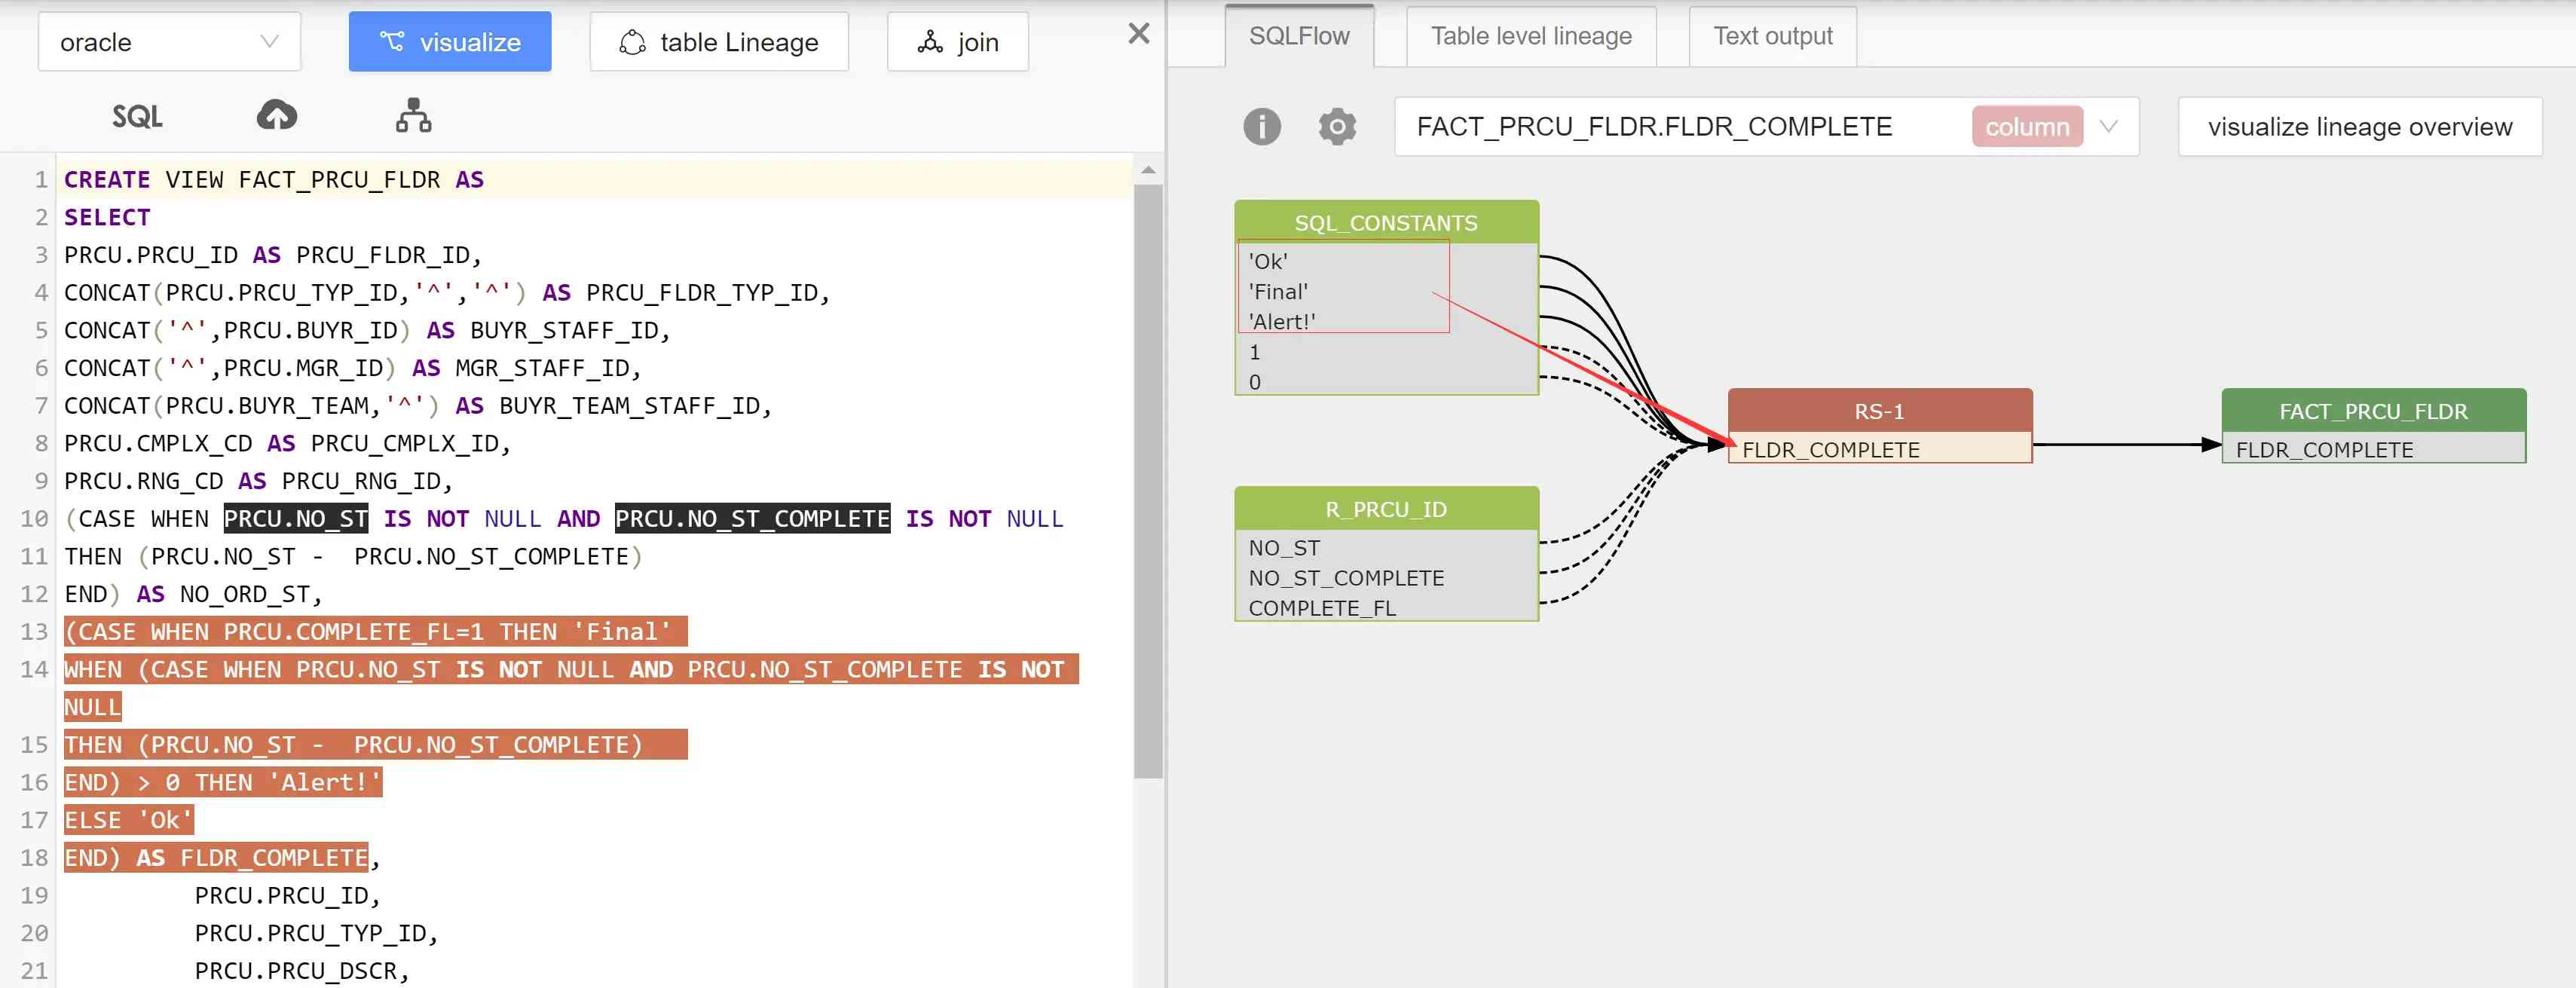 oracle
visualize
table Lineage
join
SQL
1 CREATE VIEW FACT_PRCU_FLDR AS
2 SELECT
3 PRCU.PRCU_ID AS PRCU_FLDR_ID,
4 CONCAT(PRCU.PRCU_TYP_ID,'^','^') AS PRCU_FLDR_TYP_ID,
5 CONCAT('^',PRCU.BUYR_ID) AS BUYR_STAFF_ID,
6 CONCAT('^',PRCU.MGR_ID) AS MGR_STAFF_ID,
7 CONCAT(PRCU.BUYR_TEAM,'^') AS BUYR_TEAM_STAFF_ID,
8 PRCU.CMPLX_CD AS PRCU_CMPLX_ID,
9 PRCU.RNG_CD AS PRCU_RNG_ID,
10 (CASE WHEN PRCU.NO_ST IS NOT NULL AND PRCU.NO_ST_COMPLETE IS NOT NULL
11 THEN (PRCU.NO_ST -  PRCU.NO_ST_COMPLETE)
12 END) AS NO_ORD_ST,
13 (CASE WHEN PRCU.COMPLETE_FL=1 THEN 'Final'
14 WHEN (CASE WHEN PRCU.NO_ST IS NOT NULL AND PRCU.NO_ST_COMPLETE IS NOT
NULL
15 THEN (PRCU.NO_ST -  PRCU.NO_ST_COMPLETE)
16 END) > 0 THEN 'Alert!'
17 ELSE 'Ok'
18 END) AS FLDR_COMPLETE,
19 PRCU.PRCU_ID,
20 PRCU.PRCU_TYP_ID,
21 PRCU.PRCU_DSCR,
SQLFlow
Table level lineage
Text output
FACT_PRCU_FLDR.FLDR_COMPLETE
column
visualize lineage overview
SQL_CONSTANTS
'Ok'
'Final'
'Alert!'
1
0
R_PRCU_ID
NO_ST
NO_ST_COMPLETE
COMPLETE_FL
RS-1
FLDR_COMPLETE
FACT_PRCU_FLDR
FLDR_COMPLETE